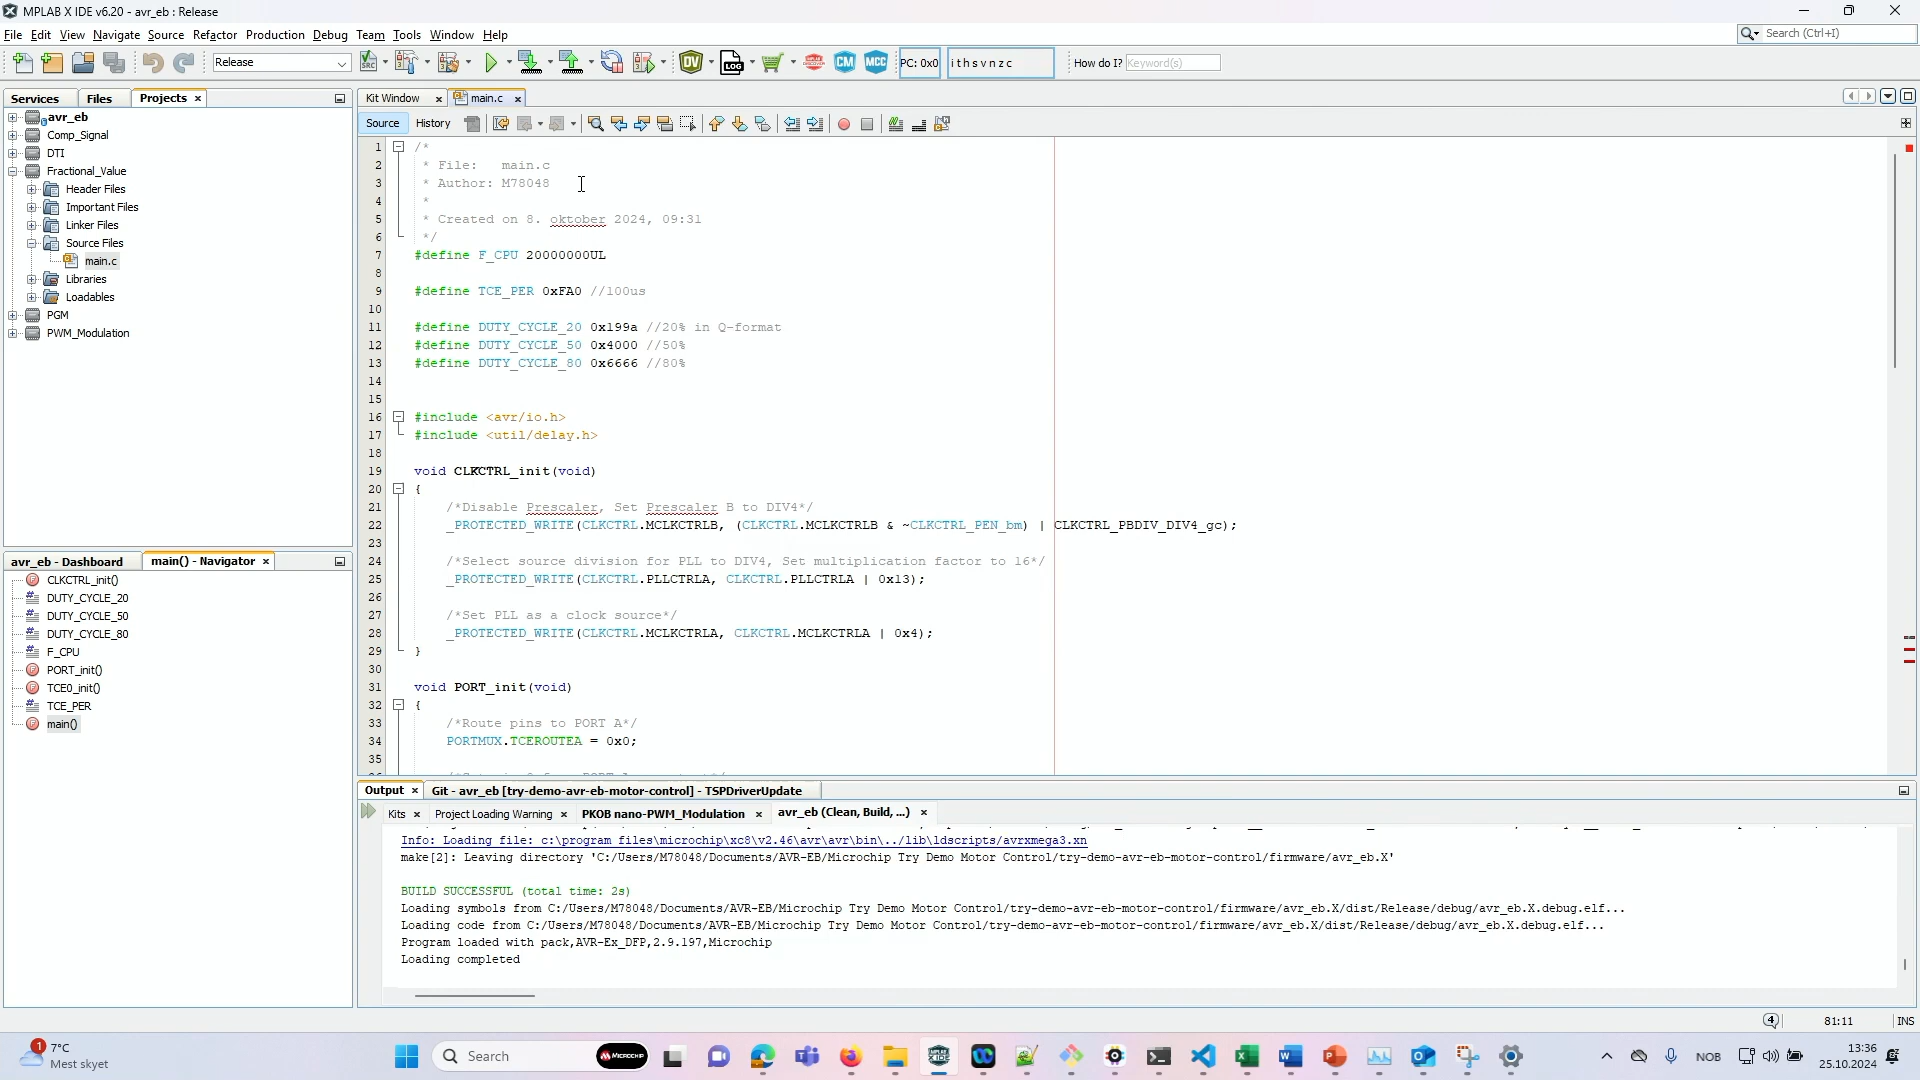 MPLAB X IDE v6.20 - avr_eb : Release
File Edit View Navigate Source Refactor Production Debug Team Tools Window Help
Search (Ctrl+I)
Release
SRC
DV
LOG
CM
MCC
PC: 0x0
i t h s v n z c
How do I? Keyword(s)
Services Files Projects
avr_eb
Comp_Signal
DTI
Fractional_Value
Header Files
Important Files
Linker Files
Source Files
main.c
Libraries
Loadables
PGM
PWM_Modulation
Kit Window main.c
Source History
1 /*
2 * File: main.c
3 * Author: M78048
4 *
5 * Created on 8. oktober 2024, 09:31
6 */
7 #define F_CPU 20000000UL
8
9 #define TCE_PER 0xFA0 //100us
10
11 #define DUTY_CYCLE_20 0x199a //20% in Q-format
12 #define DUTY_CYCLE_50 0x4000 //50%
13 #define DUTY_CYCLE_80 0x6666 //80%
14
15
16 #include <avr/io.h>
17 #include <util/delay.h>
18
19 void CLKCTRL_init(void)
20 {
21 /*Disable Prescaler, Set Prescaler B to DIV4*/
22 _PROTECTED_WRITE(CLKCTRL.MCLKCTRLB, (CLKCTRL.MCLKCTRLB & ~CLKCTRL_PEN_bm) | CLKCTRL_PBDIV_DIV4_gc);
23
24 /*Select source division for PLL to DIV4, Set multiplication factor to 16*/
25 _PROTECTED_WRITE(CLKCTRL.PLLCTRLA, CLKCTRL.PLLCTRLA | 0x13);
26
27 /*Set PLL as a clock source*/
28 _PROTECTED_WRITE(CLKCTRL.MCLKCTRLA, CLKCTRL.MCLKCTRLA | 0x4);
29 }
30
31 void PORT_init(void)
32 {
33 /*Route pins to PORT A*/
34 PORTMUX.TCEROUTEA = 0x0;
35
avr_eb - Dashboard main() - Navigator
CLKCTRL_init()
DUTY_CYCLE_20
DUTY_CYCLE_50
DUTY_CYCLE_80
F_CPU
PORT_init()
TCE0_init()
TCE_PER
main()
Output Git - avr_eb [try-demo-avr-eb-motor-control] - TSPDriverUpdate
Kits Project Loading Warning PKOB nano-PWM_Modulation avr_eb (Clean, Build, ...)
Info: Loading file: c:\program files\microchip\xc8\v2.46\avr\avr\bin\../lib\ldscripts/avrxmega3.xn
make[2]: Leaving directory 'C:/Users/M78048/Documents/AVR-EB/Microchip Try Demo Motor Control/try-demo-avr-eb-motor-control/firmware/avr_eb.X'
BUILD SUCCESSFUL (total time: 2s)
Loading symbols from C:/Users/M78048/Documents/AVR-EB/Microchip Try Demo Motor Control/try-demo-avr-eb-motor-control/firmware/avr_eb.X/dist/Release/debug/avr_eb.X.debug.elf...
Loading code from C:/Users/M78048/Documents/AVR-EB/Microchip Try Demo Motor Control/try-demo-avr-eb-motor-control/firmware/avr_eb.X/dist/Release/debug/avr_eb.X.debug.elf...
Program loaded with pack,AVR-Ex_DFP,2.9.197,Microchip
Loading completed
4
81:11
INS
1
7°C
Mest skyet
Search
MICROCHIP
NOB
13:36
25.10.2024